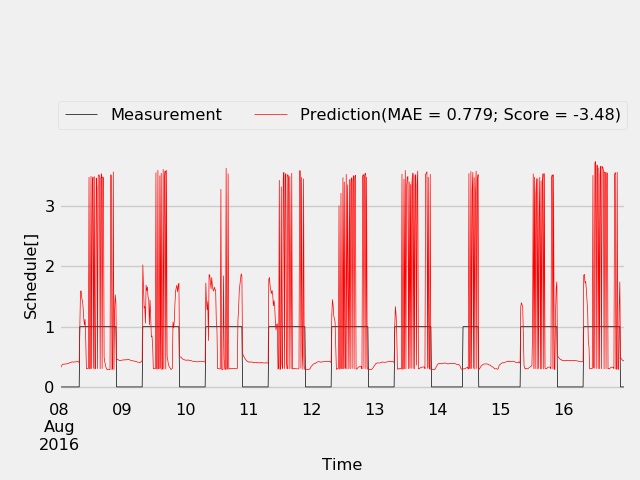 Measurement
Prediction(MAE = 0.779; Score = -3.48)
Schedule[]
3
2
1
0
08 09 10 11 12 13 14 15 16
Aug
2016
Time